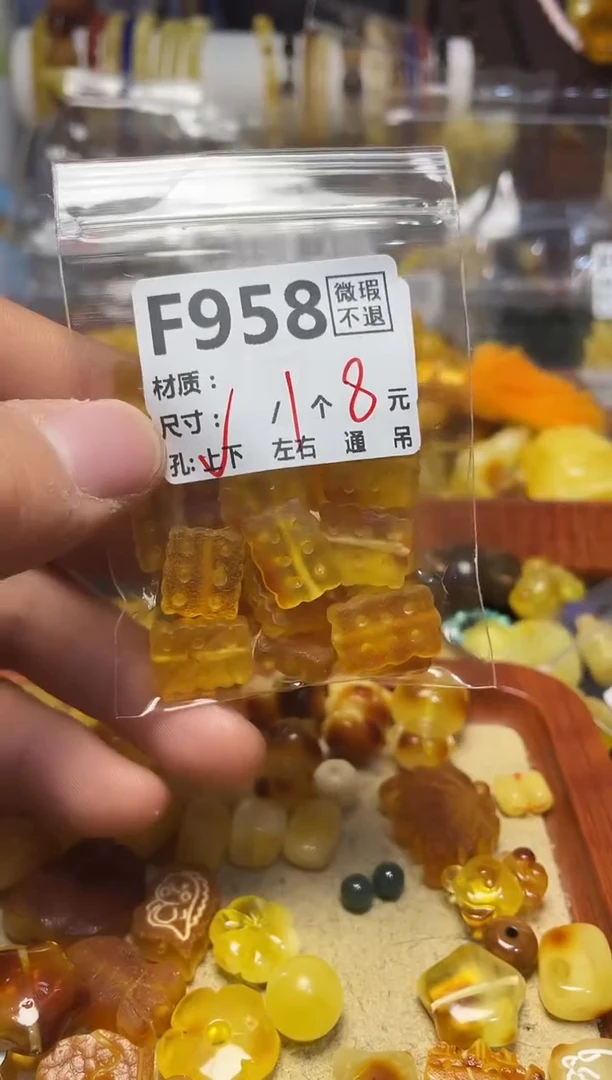 F958 微瑕
不退
材质：
尺寸： / 1 个 8 元
孔: 上下 左右 通 吊